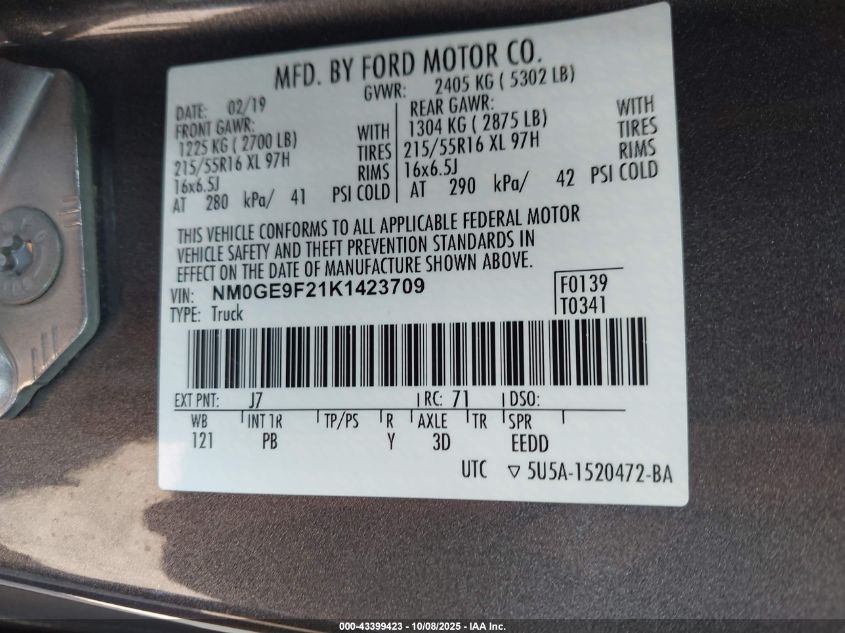 MFD. BY FORD MOTOR CO.
DATE: 02/19 GVWR: 2405 KG ( 5302 LB)
FRONT GAWR: REAR GAWR:
1225 KG ( 2700 LB) WITH 1304 KG ( 2875 LB) WITH
215/55R16 XL 97H TIRES 215/55R16 XL 97H TIRES
16x6.5J RIMS 16x6.5J RIMS
AT 280 kPa/ 41 PSI COLD AT 290 kPa/ 42 PSI COLD
THIS VEHICLE CONFORMS TO ALL APPLICABLE FEDERAL MOTOR
VEHICLE SAFETY AND THEFT PREVENTION STANDARDS IN
EFFECT ON THE DATE OF MANUFACTURE SHOWN ABOVE.
VIN: NM0GE9F21K1423709 F0139
TYPE: Truck T0341
EXT PNT: J7 RC: 71 DSO:
WB INT TR TP/PS R AXLE TR SPR
121 PB Y 3D EEDD
UTC ▽ 5U5A-1520472-BA
000-43399423 - 10/08/2025 - IAA Inc.